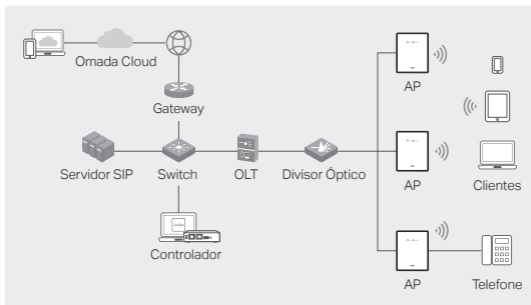 Omada Cloud
Gateway
AP
Servidor SIP
Switch
OLT
Divisor Óptico
AP
Clientes
Controlador
AP
Telefone